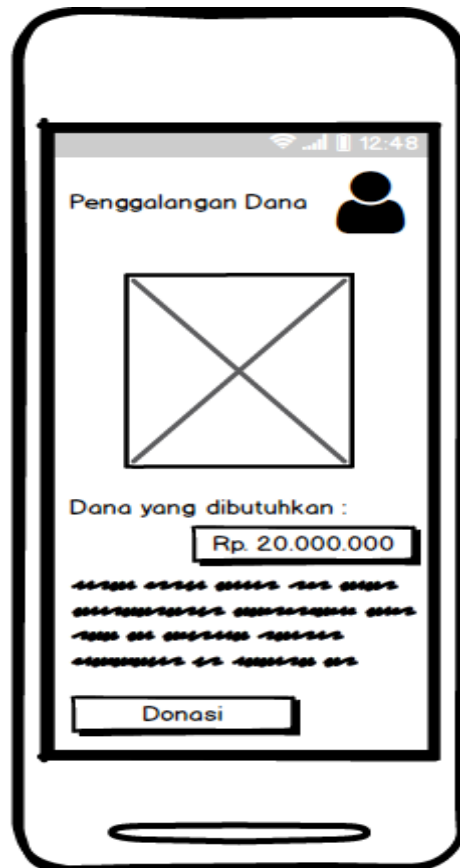 12:48
Penggalangan Dana
Dana yang dibutuhkan :
Rp. 20.000.000
Donasi